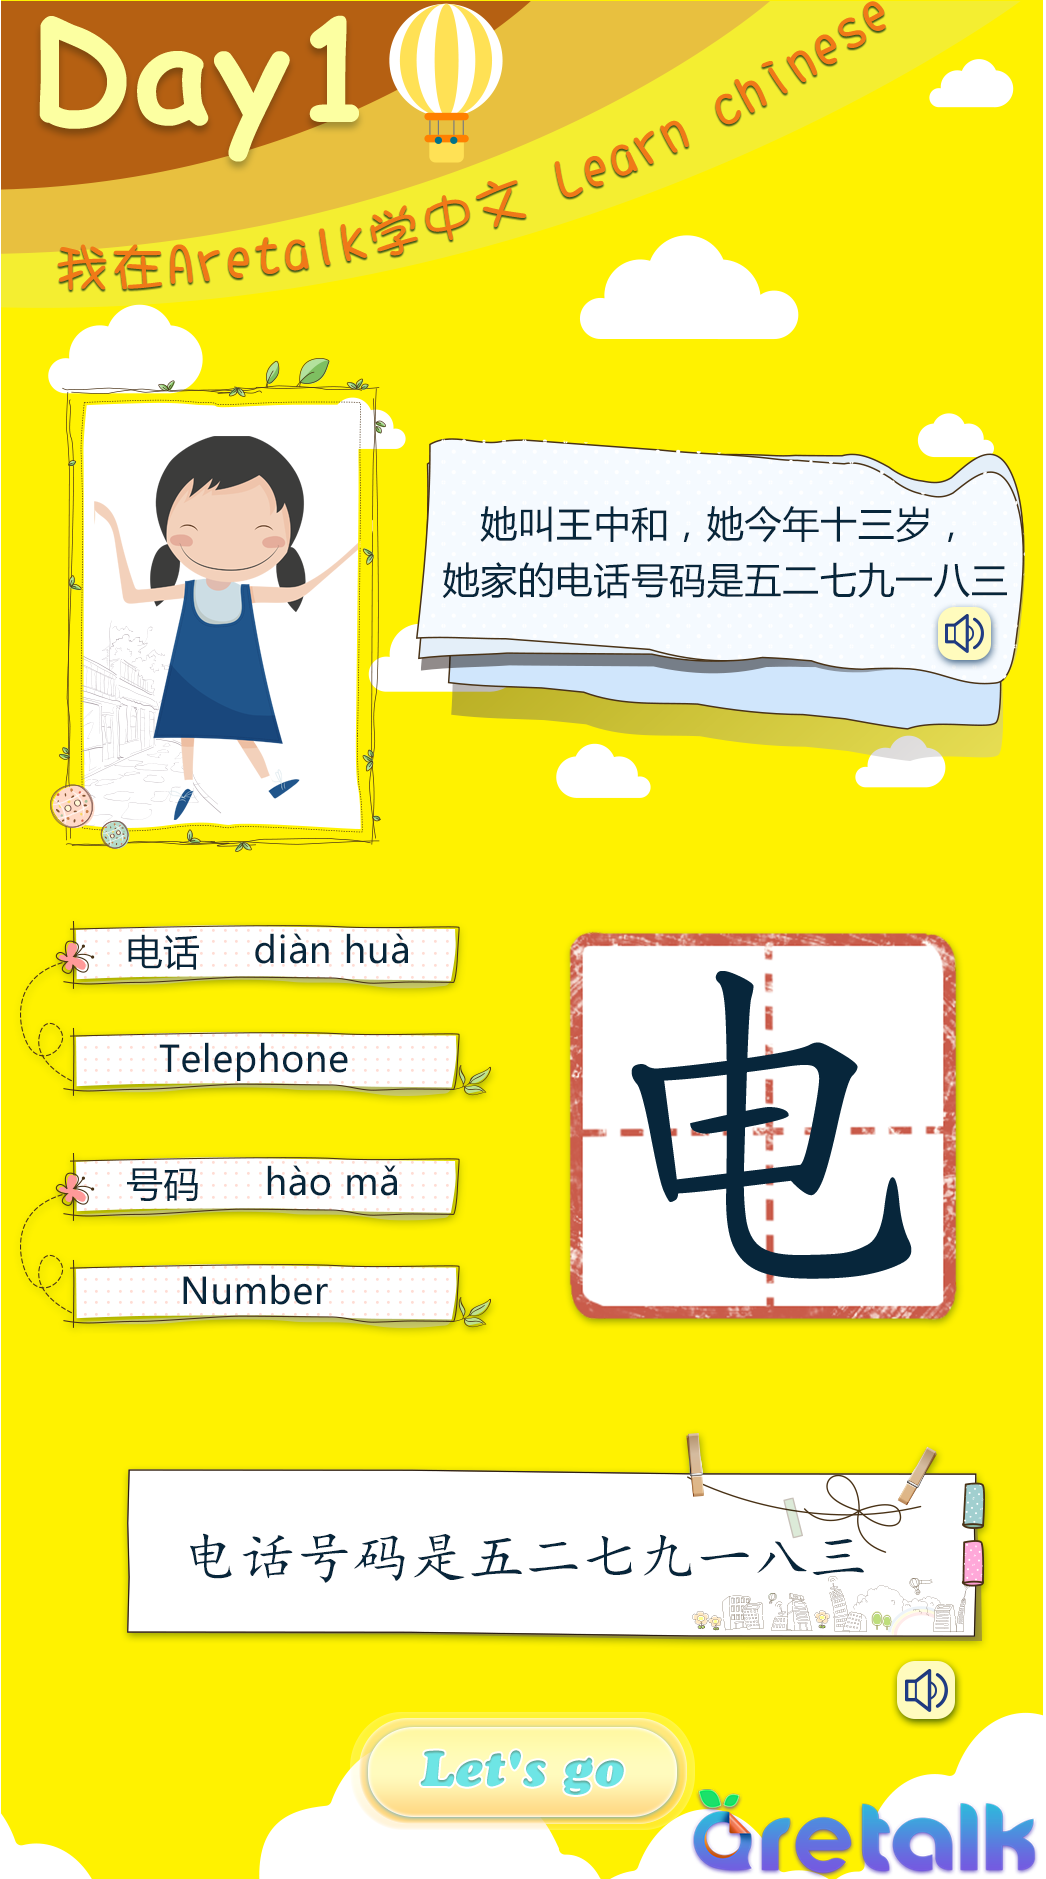 Day1
我在Aretalk学中文 Learn chinese
她叫王中和，她今年十三岁，
她家的电话号码是五二七九一八三
电话 diàn huà
Telephone
号码 hào mǎ
Number
电
电话号码是五二七九一八三
Let's go
aretalk